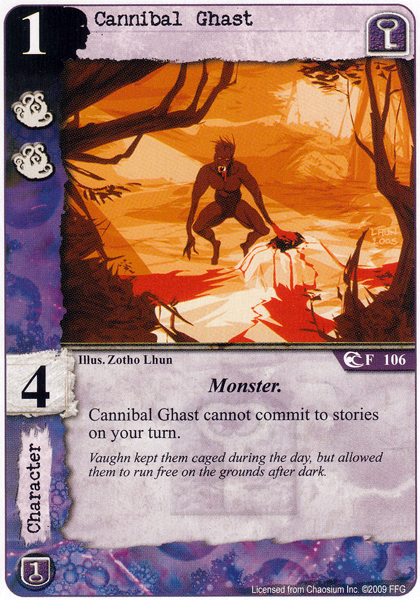 1
Cannibal Ghast
LHUN
2005
Illus. Zotho Lhun
F 106
4
Monster.
Cannibal Ghast cannot commit to stories
on your turn.
Vaughn kept them caged during the day, but allowed
them to run free on the grounds after dark.
Character
1
Licensed from Chaosium Inc. ©2009 FFG